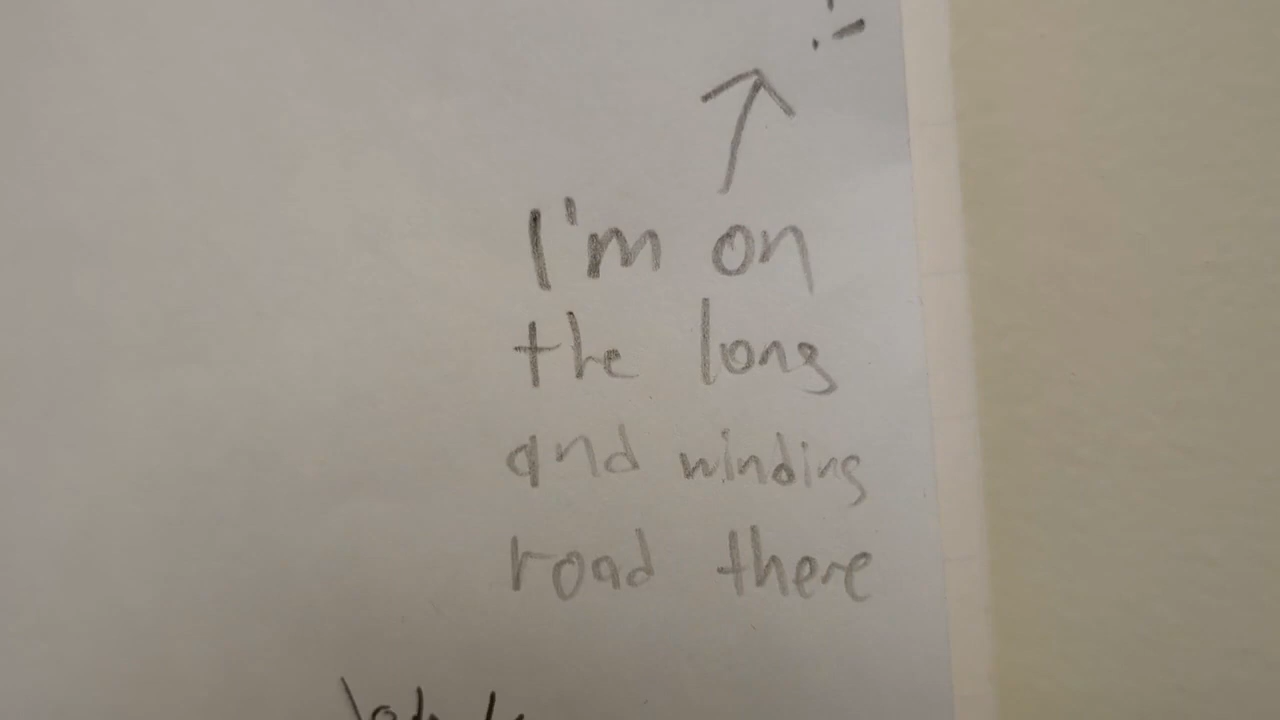 I'm on
the long
and winding
road there